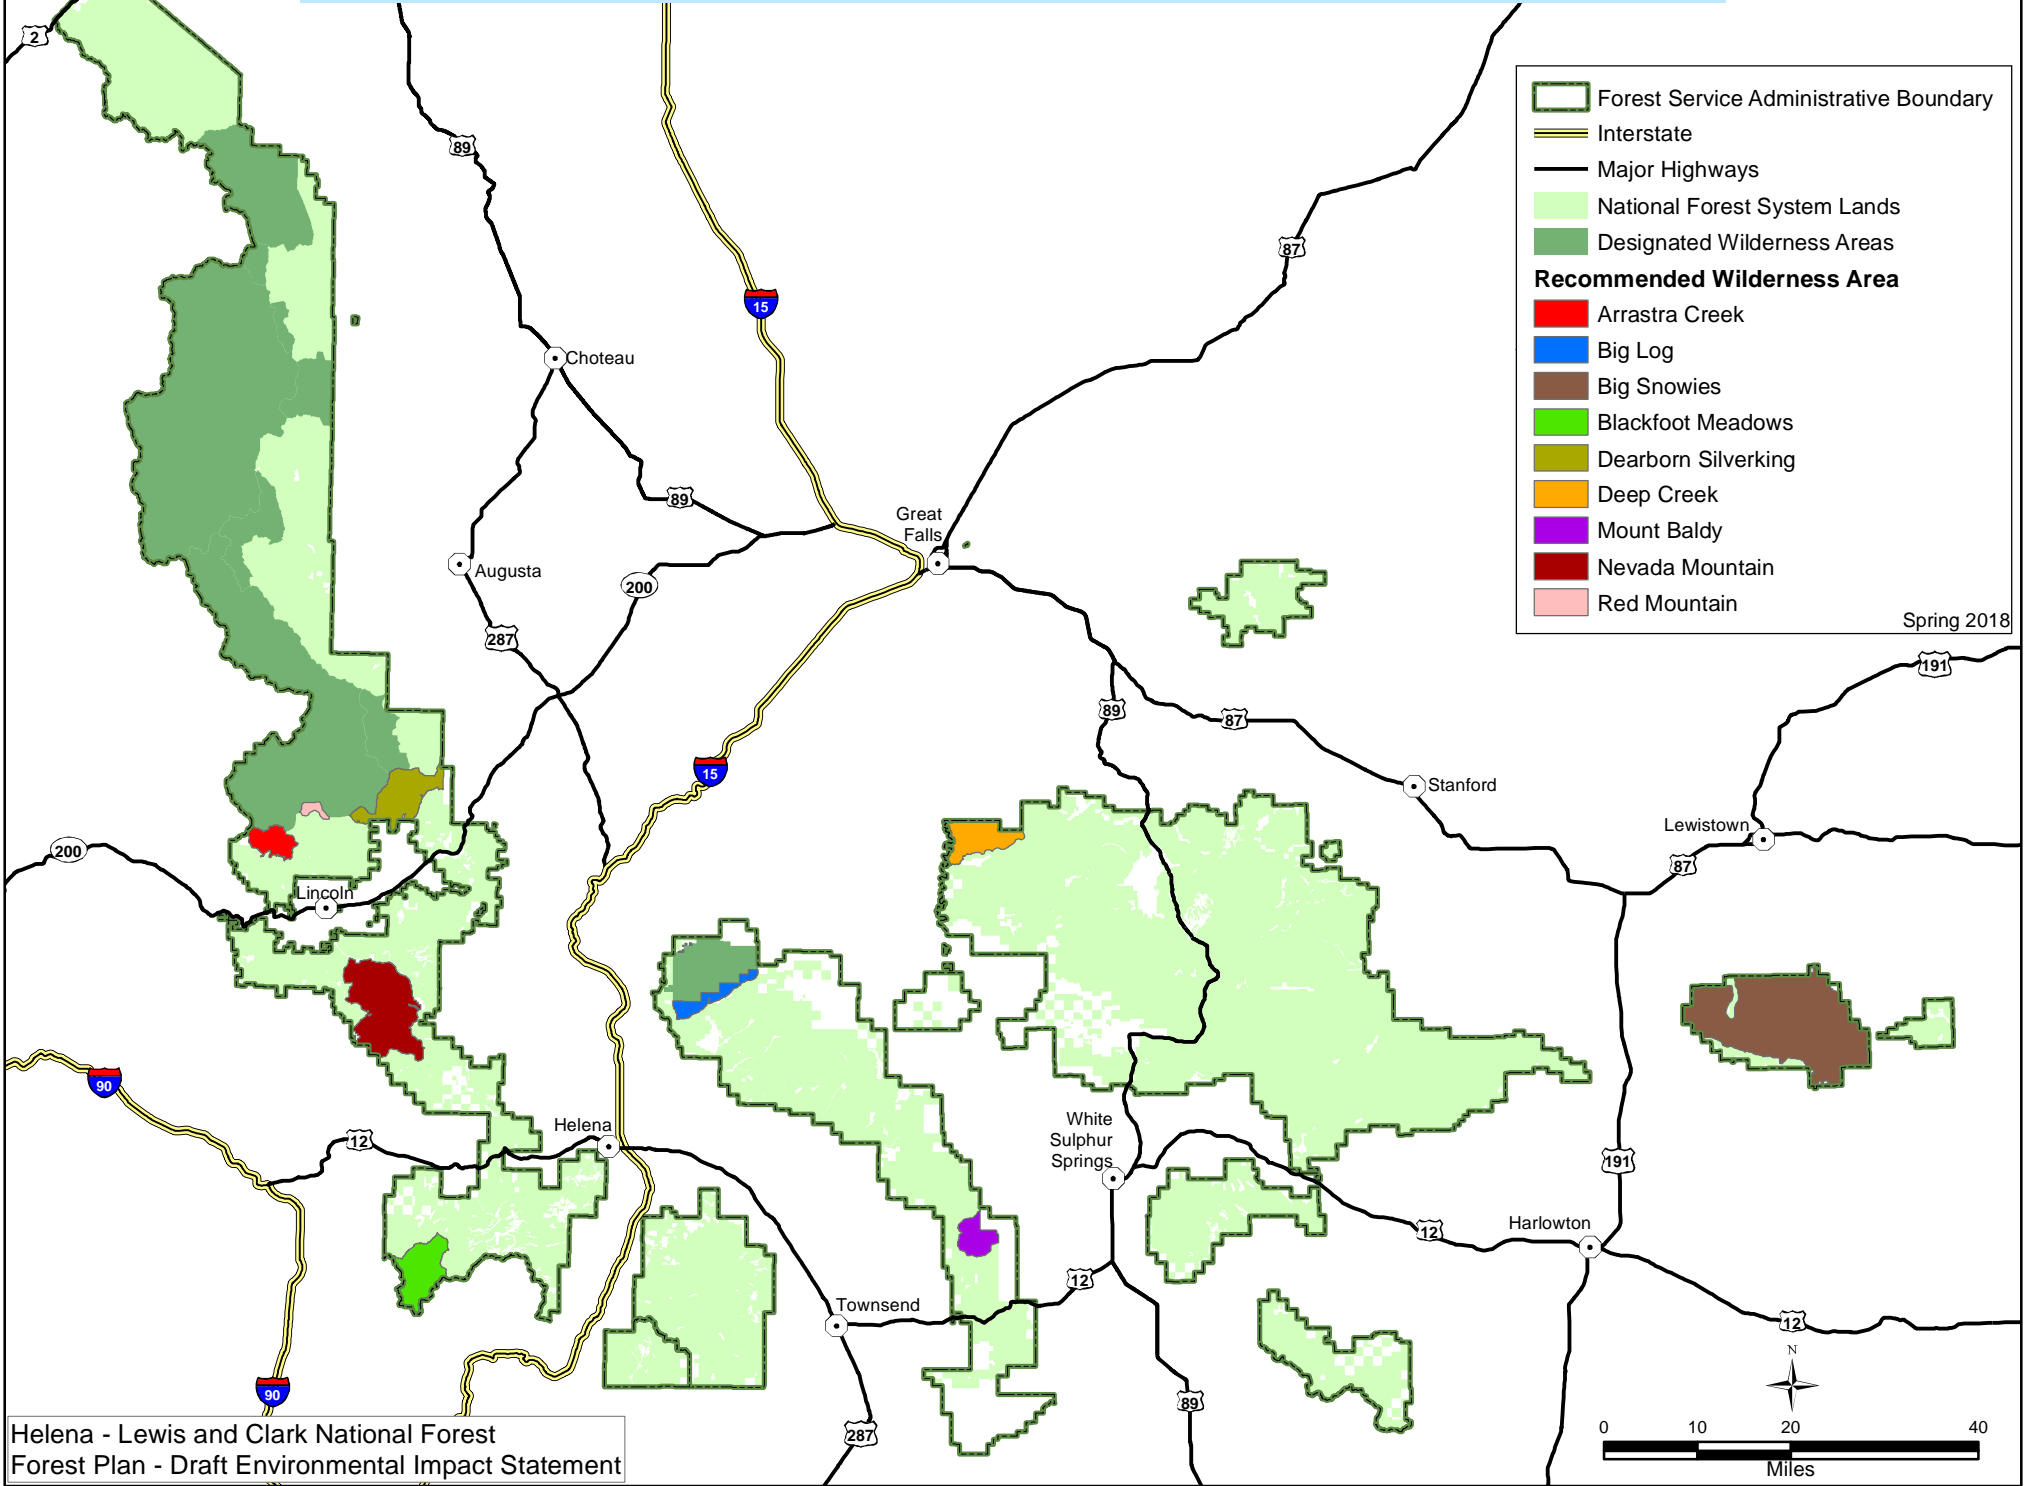 2
89
15
87
Choteau
89
Great
Falls
Augusta
200
287
191
89
87
15
Stanford
Lewistown
87
200
Lincoln
90
Helena
12
White
Sulphur
Springs
191
12
Harlowton
12
Townsend
12
90
89
287
Forest Service Administrative Boundary
Interstate
Major Highways
National Forest System Lands
Designated Wilderness Areas
Recommended Wilderness Area
Arrastra Creek
Big Log
Big Snowies
Blackfoot Meadows
Dearborn Silverking
Deep Creek
Mount Baldy
Nevada Mountain
Red Mountain
Spring 2018
N
0 10 20 40
Miles
Helena - Lewis and Clark National Forest
Forest Plan - Draft Environmental Impact Statement